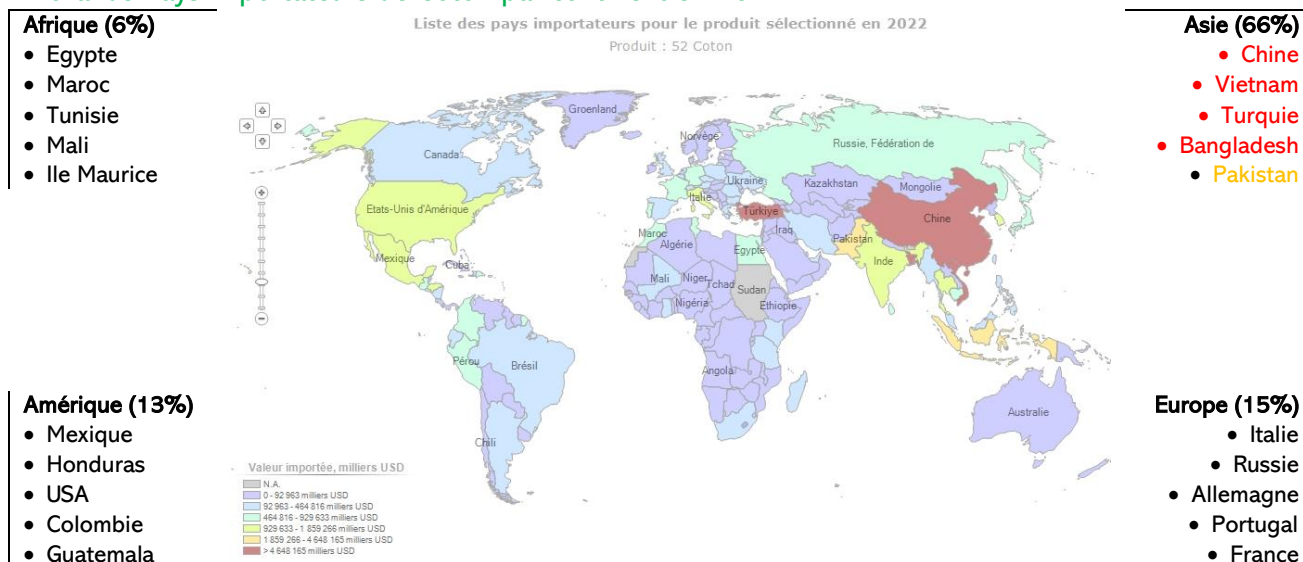 Afrique (6%)
• Egypte
• Maroc
• Tunisie
• Mali
• Ile Maurice
Liste des pays importateurs pour le produit sélectionné en 2022
Produit : 52 Coton
Asie (66%)
• Chine
• Vietnam
• Turquie
• Bangladesh
• Pakistan
Groenland
Norvège
Russie, Fédération de
Canada
Ukraine
Kazakhstan
Mongolie
Italie
Etats-Unis d'Amérique
Türkiye
Chine
Iraq
Maroc
Algérie
Egypte
Pakistan
Inde
Mexique
Cuba
Mali
Niger
Tchad
Sudan
Nigéria
Ethiopie
Pérou
Brésil
Angola
Australie
Chili
Amérique (13%)
• Mexique
• Honduras
• USA
• Colombie
• Guatemala
Valeur importée, milliers USD
N.A.
0 - 92 963 milliers USD
92 963 - 464 816 milliers USD
464 816 - 929 633 milliers USD
929 633 - 1 859 266 milliers USD
1 859 266 - 4 648 165 milliers USD
> 4 648 165 milliers USD
Europe (15%)
• Italie
• Russie
• Allemagne
• Portugal
• France